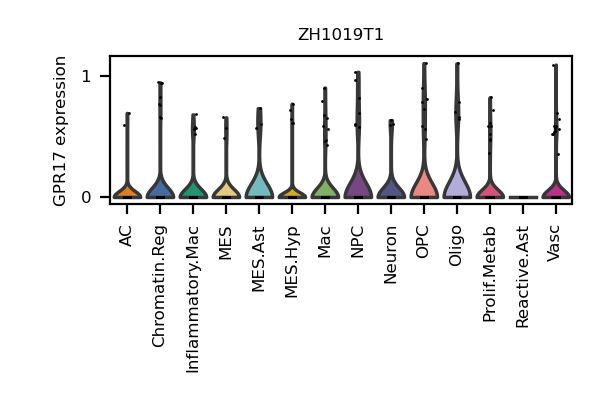 ZH1019T1
GPR17 expression
1
0
AC
Chromatin.Reg
Inflammatory.Mac
MES
MES.Ast
MES.Hyp
Mac
NPC
Neuron
OPC
Oligo
Prolif.Metab
Reactive.Ast
Vasc